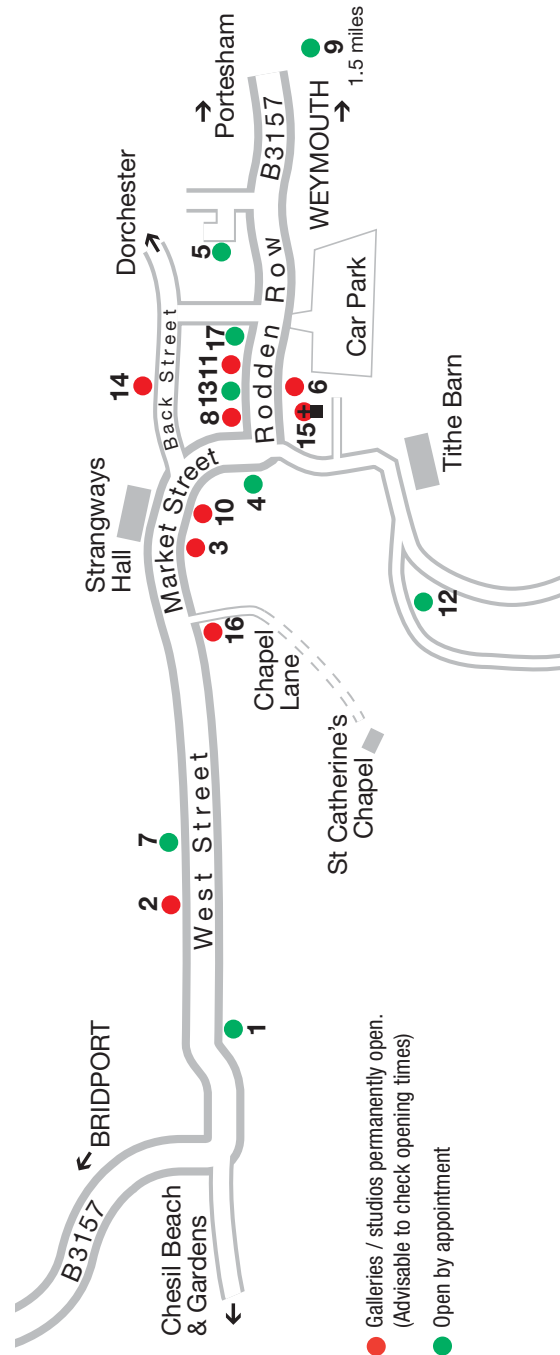 B3157
BRIDPORT
Chesil Beach
& Gardens
1
2
7
West Street
16
Chapel
Lane
St Catherine's
Chapel
Strangways
Hall
Market Street
3
10
4
12
Tithe Barn
14
Back Street
Dorchester
8
13
11
17
5
Rodden Row
15
6
Car Park
Portesham
B3157
WEYMOUTH
9
1.5 miles
Galleries / studios permanently open.
(Advisable to check opening times)
Open by appointment